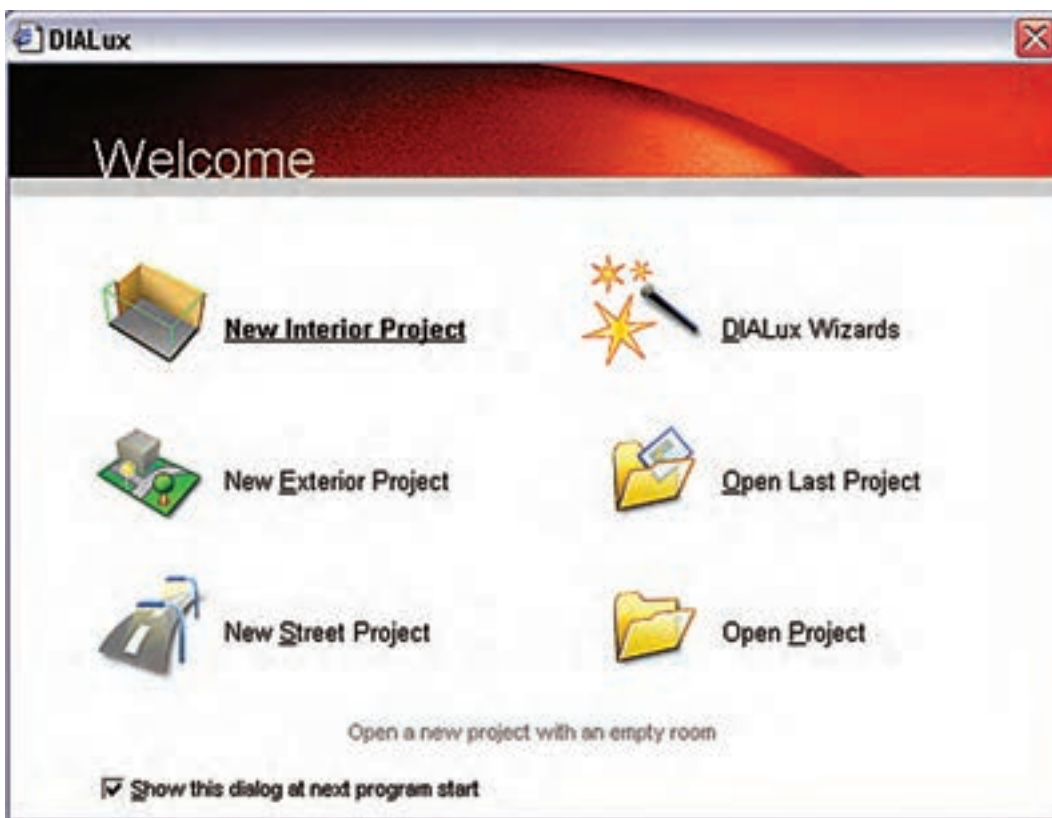 DIALux
Welcome
New Interior Project
DIALux Wizards
New Exterior Project
Open Last Project
New Street Project
Open Project
Open a new project with an empty room
Show this dialog at next program start